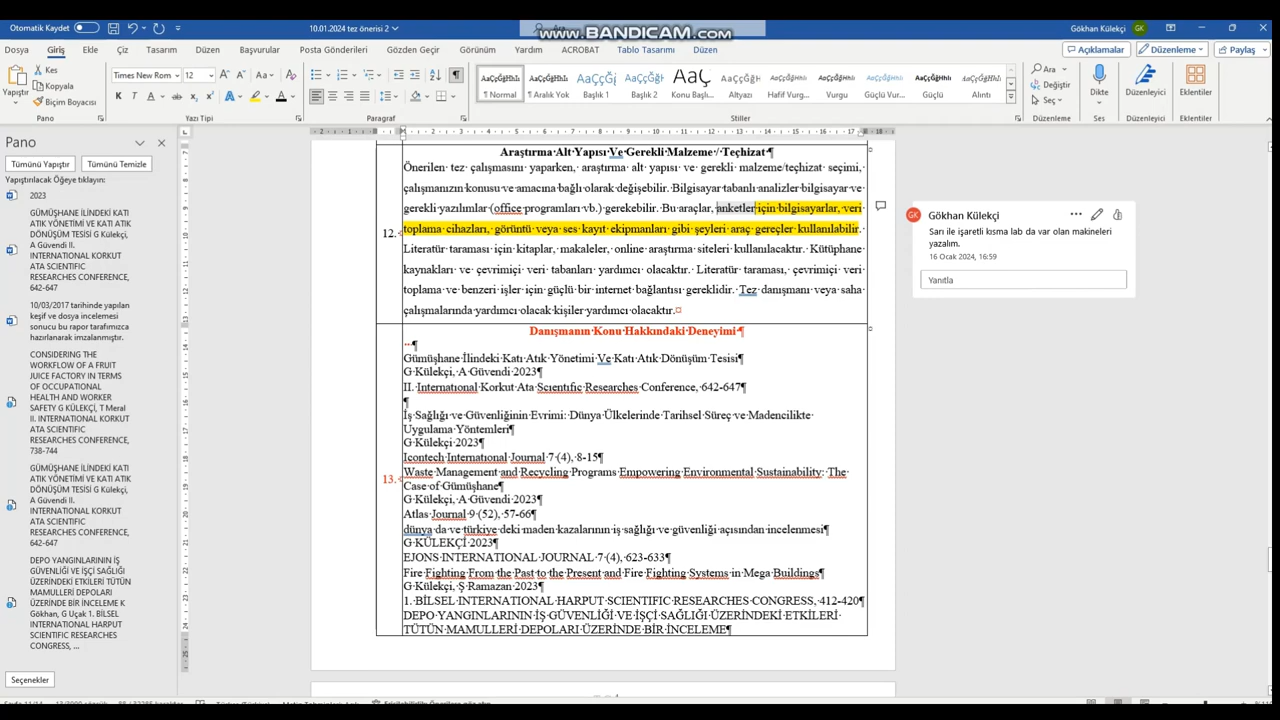 Otomatik Kaydet
10.01.2024 tez önerisi 2
www.BANDICAM.com
Gökhan Külekçi
GK
Dosya
Giriş
Ekle
Çiz
Tasarım
Düzen
Başvurular
Posta Gönderileri
Gözden Geçir
Görünüm
Yardım
ACROBAT
Tablo Tasarımı
Düzen
Açıklamalar
Düzenleme
Paylaş
Yapıştır
Kes
Kopyala
Biçim Boyacısı
Times New Rom
12
¶ Normal
¶ Aralık Yok
Başlık 1
Başlık 2
Konu Başlı...
Altyazı
Hafif Vurg...
Vurgu
Güçlü Vur...
Güçlü
Alıntı
Ara
Değiştir
Seç
Dikte
Düzenleyici
Eklentiler
Pano
Yazı Tipi
Paragraf
Stiller
Düzenleme
Ses
Düzenleyici
Eklentiler
Pano
Tümünü Yapıştır
Tümünü Temizle
Yapıştırılacak Öğeye tıklayın:
2023
GÜMÜŞHANE İLİNDEKİ KATI
ATIK YÖNETİMİ VE KATI ATIK
DÖNÜŞÜM TESİSİ
G Külekçi, A Güvendi
II. INTERNATIONAL KORKUT
ATA SCIENTIFIC
RESEARCHES CONFERENCE,
642-647
10/03/2017 tarihinde yapılan
keşif ve dosya incelemesi
sonucu bu rapor tarafımızca
hazırlanarak imzalanmıştır.
CONSIDERING THE
WORKFLOW OF A FRUIT
JUICE FACTORY IN TERMS
OF OCCUPATIONAL
HEALTH AND WORKER
SAFETY G KÜLEKÇİ, T Meral
II. INTERNATIONAL KORKUT
ATA SCIENTIFIC
RESEARCHES CONFERENCE,
738-744
GÜMÜŞHANE İLİNDEKİ KATI
ATIK YÖNETİMİ VE KATI ATIK
DÖNÜŞÜM TESİSİ G Külekçi,
A Güvendi II.
INTERNATIONAL KORKUT
ATA SCIENTIFIC
RESEARCHES CONFERENCE,
642-647
DEPO YANGINLARININ İŞ
GÜVENLİĞİ VE İŞÇİ SAĞLIĞI
ÜZERİNDEKİ ETKİLERİ TÜTÜN
MAMULLERİ DEPOLARI
ÜZERİNDE BİR İNCELEME K
Gökhan, G Uçak 1. BİLSEL
INTERNATIONAL HARPUT
SCIENTIFIC RESEARCHES
CONGRESS, ...
Seçenekler
Araştırma Alt Yapısı Ve Gerekli Malzeme / Teçhizat¶
12.
Önerilen tez çalışmasını yaparken, araştırma alt yapısı ve gerekli malzeme/teçhizat seçimi,
çalışmanızın konusu ve amacına bağlı olarak değişebilir. Bilgisayar tabanlı analizler bilgisayar ve
gerekli yazılımlar (office programları vb.) gerekebilir. Bu araçlar, anketler için bilgisayarlar, veri
toplama cihazları, görüntü veya ses kayıt ekipmanları gibi şeyleri araç gereçler kullanılabilir.
Literatür taraması için kitaplar, makaleler, online araştırma siteleri kullanılacaktır. Kütüphane
kaynakları ve çevrimiçi veri tabanları yardımcı olacaktır. Literatür taraması, çevrimiçi veri
toplama ve benzeri işler için güçlü bir internet bağlantısı gereklidir. Tez danışmanı veya saha
çalışmalarında yardımcı olacak kişiler yardımcı olacaktır.¤
Danışmanın Konu Hakkındaki Deneyimi¶
13.
...¶
Gümüşhane İlindeki Katı Atık Yönetimi Ve Katı Atık Dönüşüm Tesisi¶
G Külekçi, A Güvendi 2023¶
II. Internatıonal Korkut Ata Scıentıfıc Researches Conference, 642-647¶
¶
İş Sağlığı ve Güvenliğinin Evrimi: Dünya Ülkelerinde Tarihsel Süreç ve Madencilikte
Uygulama Yöntemleri¶
G Külekçi 2023¶
Icontech Internatıonal Journal 7 (4), 8-15¶
Waste Management and Recycling Programs Empowering Environmental Sustainability: The
Case of Gümüşhane¶
G Külekçi, A Güvendi 2023¶
Atlas Journal 9 (52), 57-66¶
dünya da ve türkiye deki maden kazalarının iş sağlığı ve güvenliği açısından incelenmesi¶
G KÜLEKÇİ 2023¶
EJONS INTERNATIONAL JOURNAL 7 (4), 623-633¶
Fire Fighting From the Past to the Present and Fire Fighting Systems in Mega Buildings¶
G Külekçi, Ş Ramazan 2023¶
1. BİLSEL INTERNATIONAL HARPUT SCIENTIFIC RESEARCHES CONGRESS, 412-420¶
DEPO YANGINLARININ İŞ GÜVENLİĞİ VE İŞÇİ SAĞLIĞI ÜZERİNDEKİ ETKİLERİ
TÜTÜN MAMULLERİ DEPOLARI ÜZERİNDE BİR İNCELEME¶
GK
Gökhan Külekçi
Sarı ile işaretli kısma lab da var olan makineleri
yazalım.
16 Ocak 2024, 16:59
Yanıtla